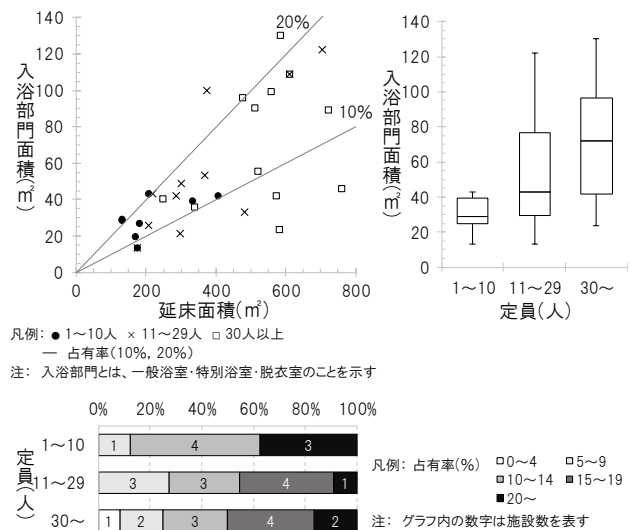 入浴部門面積(㎡)
140
120
100
80
60
40
20
0
20%
10%
0 200 400 600 800
延床面積(㎡)
入浴部門面積(㎡)
140
120
100
80
60
40
20
0
1～10 11～29 30～
定員(人)
凡例: ● 1～10人 × 11～29人 □ 30人以上
― 占有率(10%, 20%)
注: 入浴部門とは、一般浴室・特別浴室・脱衣室のことを示す
0% 20% 40% 60% 80% 100%
定員(人)
1～10 1 4 3
11～29 3 3 4 1
30～ 1 2 3 4 2
凡例: 占有率(%) □0～4 □5～9
■10～14 ■15～19
■20～
注: グラフ内の数字は施設数を表す